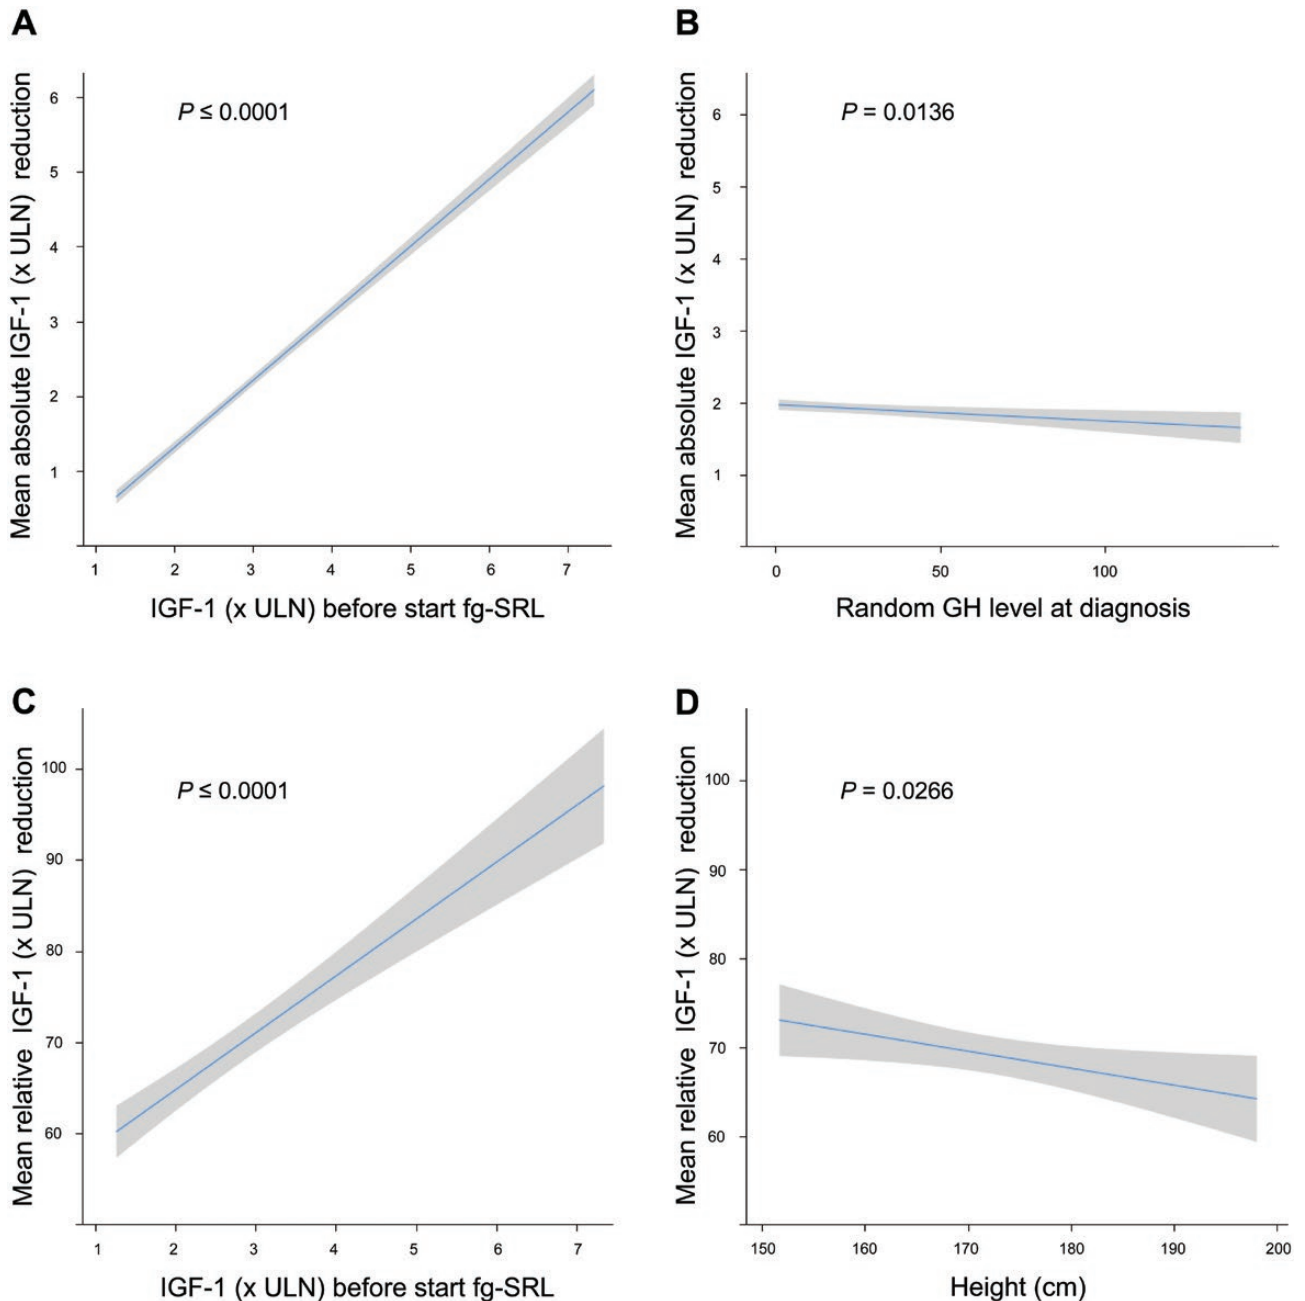 A
Mean absolute IGF-1 (x ULN) reduction
6
5
4
3
2
1
P ≤ 0.0001
1 2 3 4 5 6 7
IGF-1 (x ULN) before start fg-SRL
B
Mean absolute IGF-1 (x ULN) reduction
6
5
4
3
2
1
P = 0.0136
0 50 100
Random GH level at diagnosis
C
Mean relative IGF-1 (x ULN) reduction
100
90
80
70
60
P ≤ 0.0001
1 2 3 4 5 6 7
IGF-1 (x ULN) before start fg-SRL
D
Mean relative IGF-1 (x ULN) reduction
100
90
80
70
60
P = 0.0266
150 160 170 180 190 200
Height (cm)